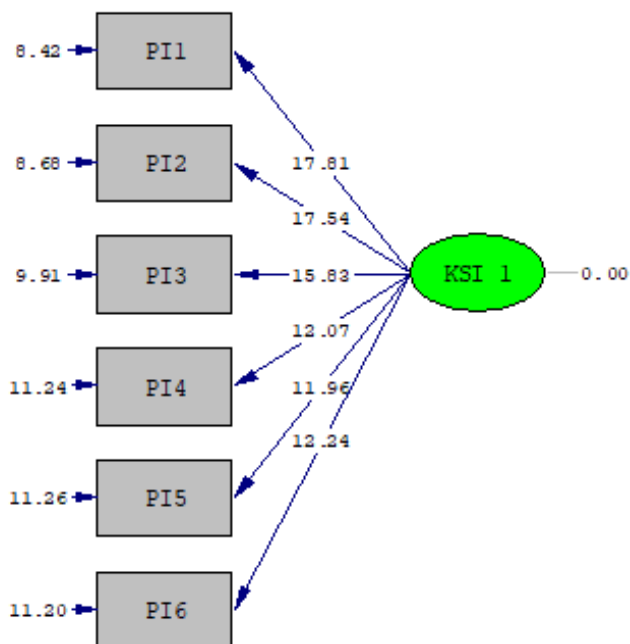 8.42 PI1
17.81
8.68 PI2
17.54
9.91 PI3 15.83 KSI 1 0.00
12.07
11.24 PI4
11.96
12.24
11.26 PI5
11.20 PI6